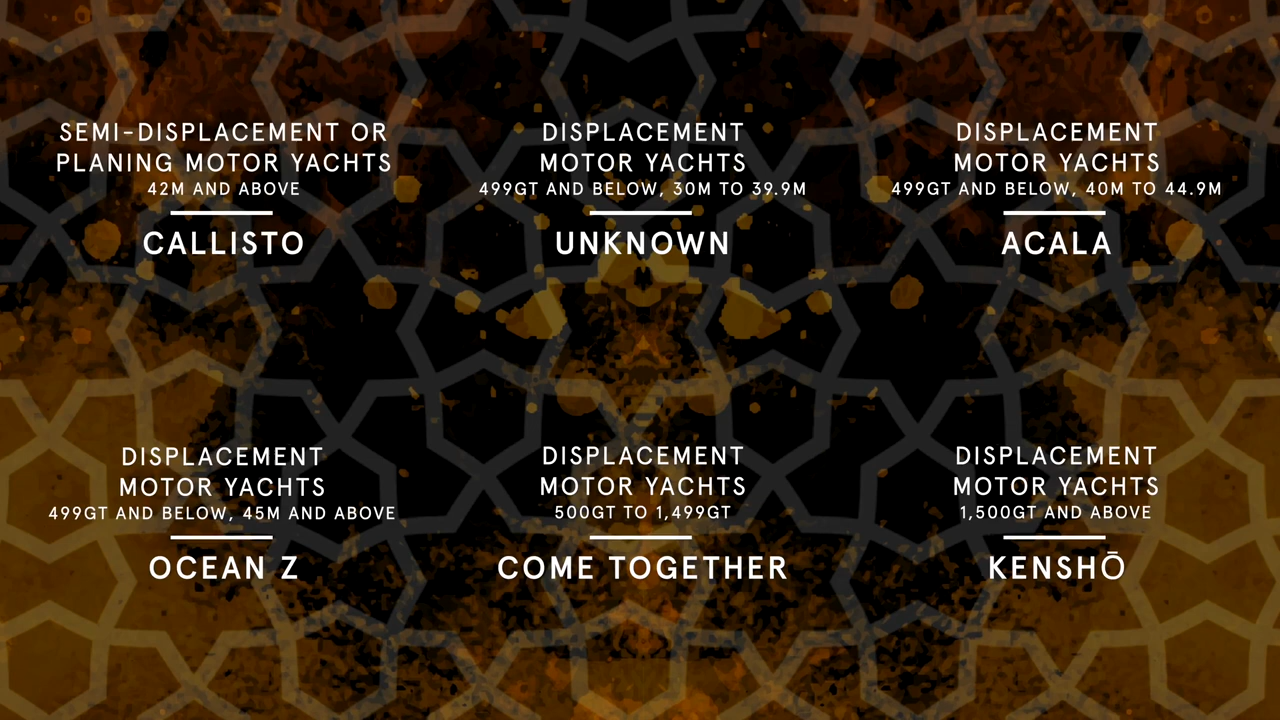 SEMI-DISPLACEMENT OR
PLANING MOTOR YACHTS
42M AND ABOVE
CALLISTO
DISPLACEMENT
MOTOR YACHTS
499GT AND BELOW, 30M TO 39.9M
UNKNOWN
DISPLACEMENT
MOTOR YACHTS
499GT AND BELOW, 40M TO 44.9M
ACALA
DISPLACEMENT
MOTOR YACHTS
499GT AND BELOW, 45M AND ABOVE
OCEAN Z
DISPLACEMENT
MOTOR YACHTS
500GT TO 1,499GT
COME TOGETHER
DISPLACEMENT
MOTOR YACHTS
1,500GT AND ABOVE
KENSHŌ